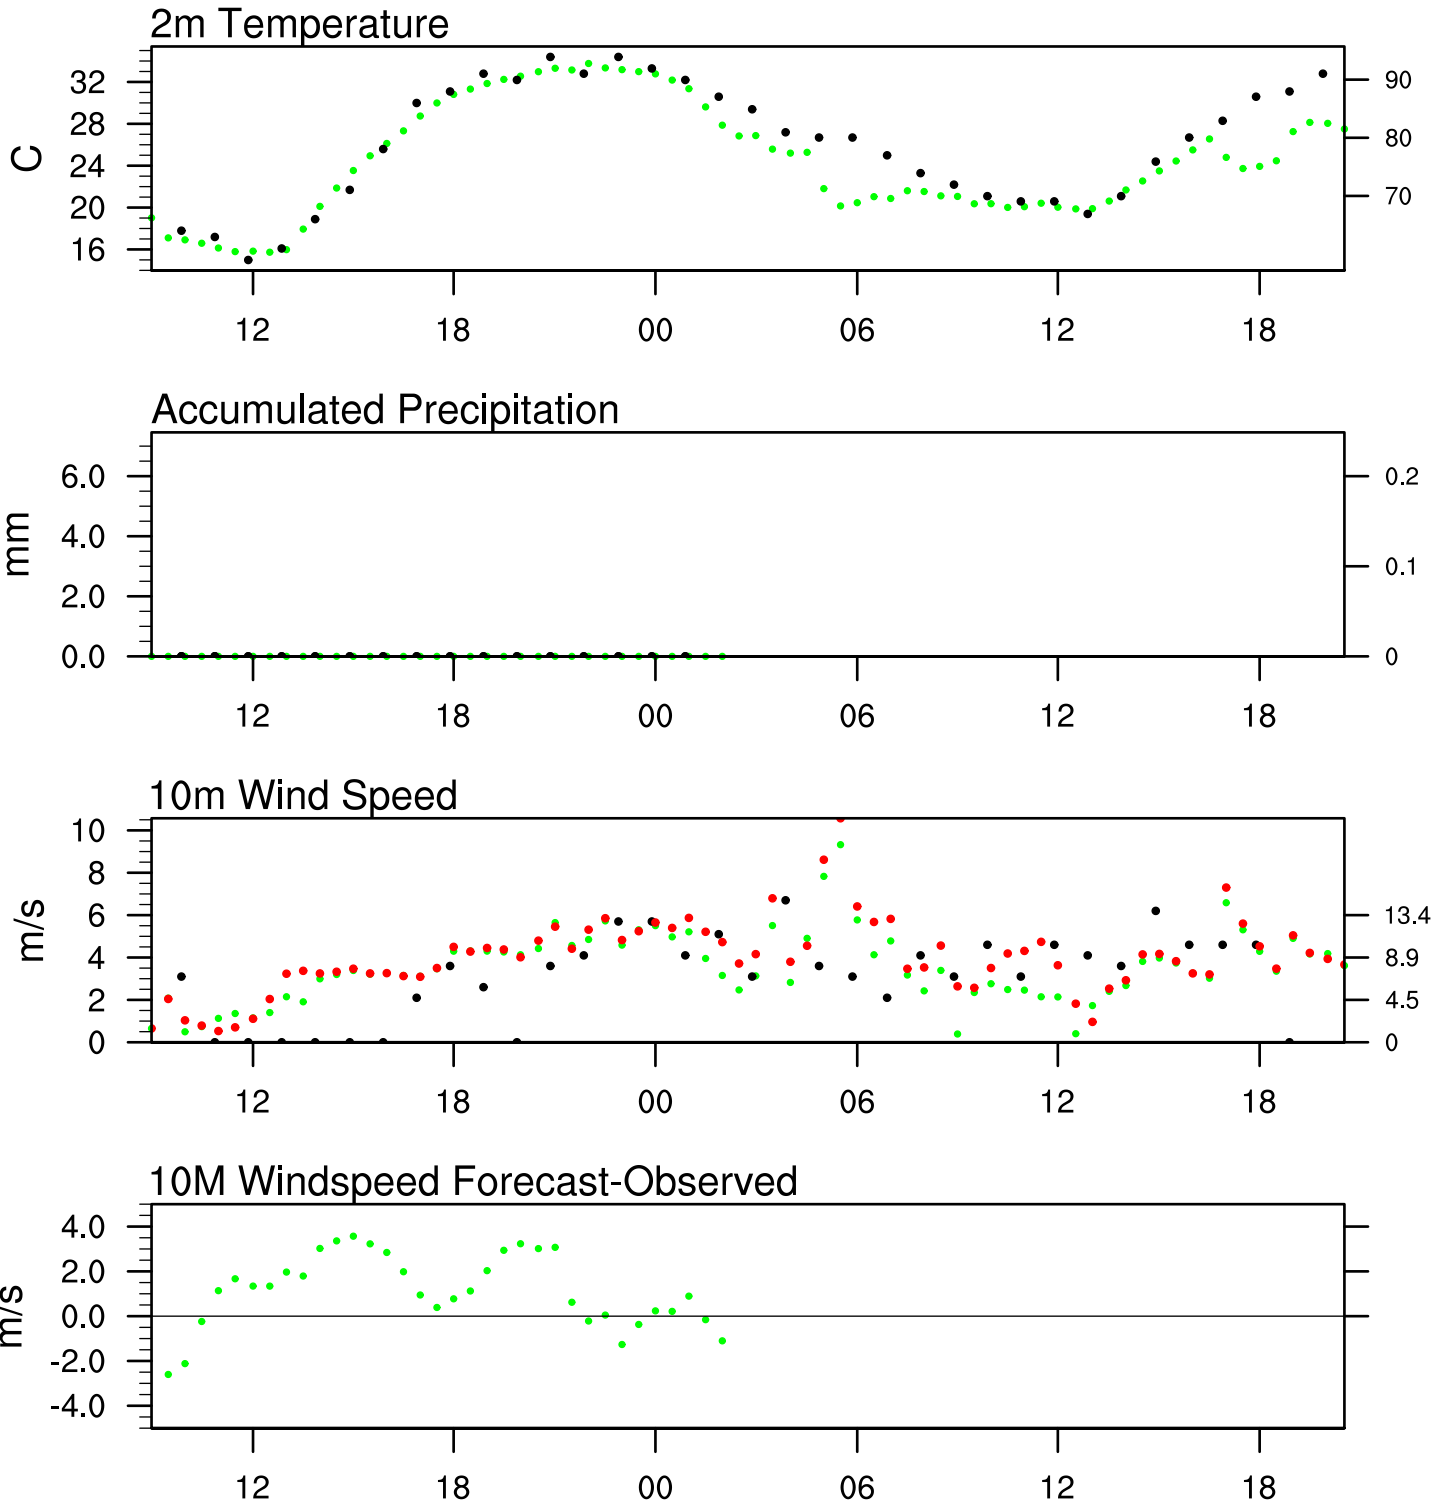 2m Temperature
C
32
28
24
20
16
90
80
70
12 18 00 06 12 18
Accumulated Precipitation
mm
6.0
4.0
2.0
0.0
0.2
0.1
0
12 18 00 06 12 18
10m Wind Speed
m/s
10
8
6
4
2
0
13.4
8.9
4.5
0
12 18 00 06 12 18
10M Windspeed Forecast-Observed
m/s
4.0
2.0
0.0
-2.0
-4.0
12 18 00 06 12 18